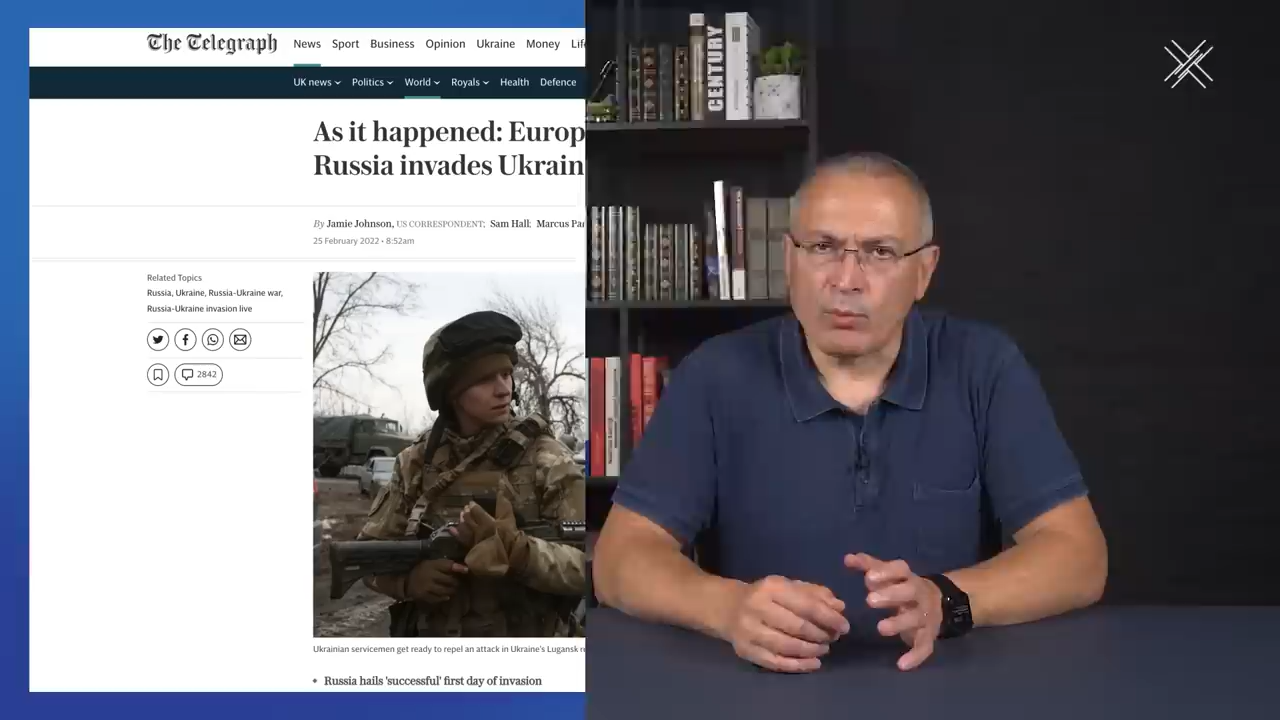 The Telegraph
News Sport Business Opinion Ukraine Money
UK news Politics World Royals Health Defence
As it happened: Europ
Russia invades Ukrain
By Jamie Johnson, US CORRESPONDENT; Sam Hall; Marcus
25 February 2022 • 8:52am
Related Topics
Russia, Ukraine, Russia-Ukraine war,
Russia-Ukraine invasion live
2842
Ukrainian servicemen get ready to repel an attack in Ukraine's Lugansk
Russia hails 'successful' first day of invasion
CENTURY